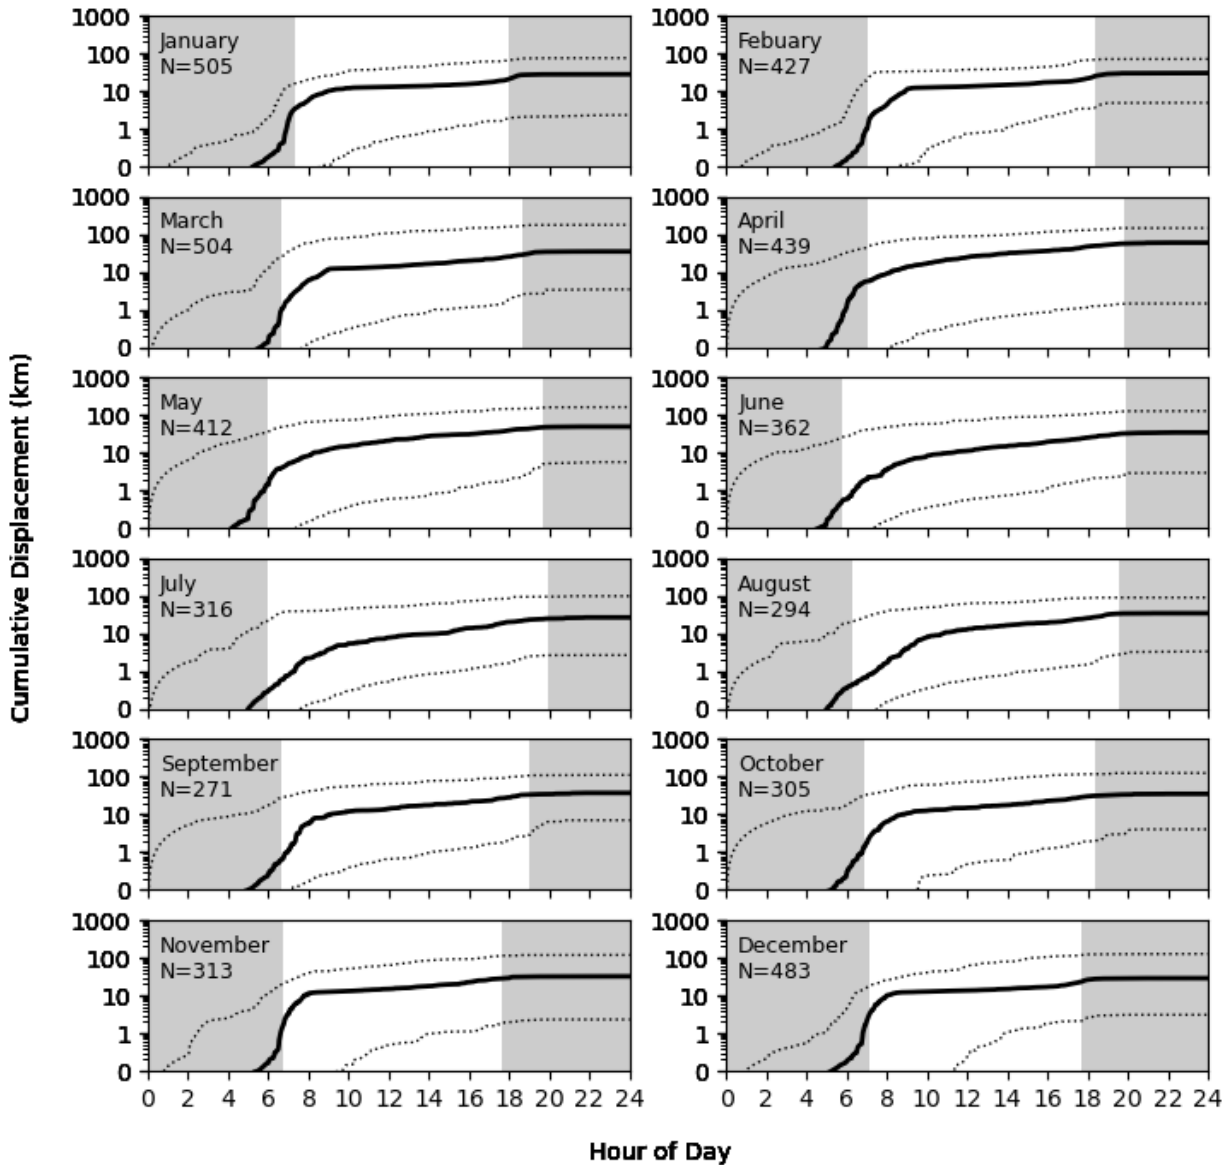 1000
100
10
1
0
January
N=505
1000
100
10
1
0
Febuary
N=427
1000
100
10
1
0
March
N=504
1000
100
10
1
0
April
N=439
1000
100
10
1
0
May
N=412
1000
100
10
1
0
June
N=362
1000
100
10
1
0
July
N=316
1000
100
10
1
0
August
N=294
1000
100
10
1
0
September
N=271
1000
100
10
1
0
October
N=305
1000
100
10
1
0
November
N=313
0 2 4 6 8 10 12 14 16 18 20 22 24
1000
100
10
1
0
December
N=483
0 2 4 6 8 10 12 14 16 18 20 22 24
Cumulative Displacement (km)
Hour of Day